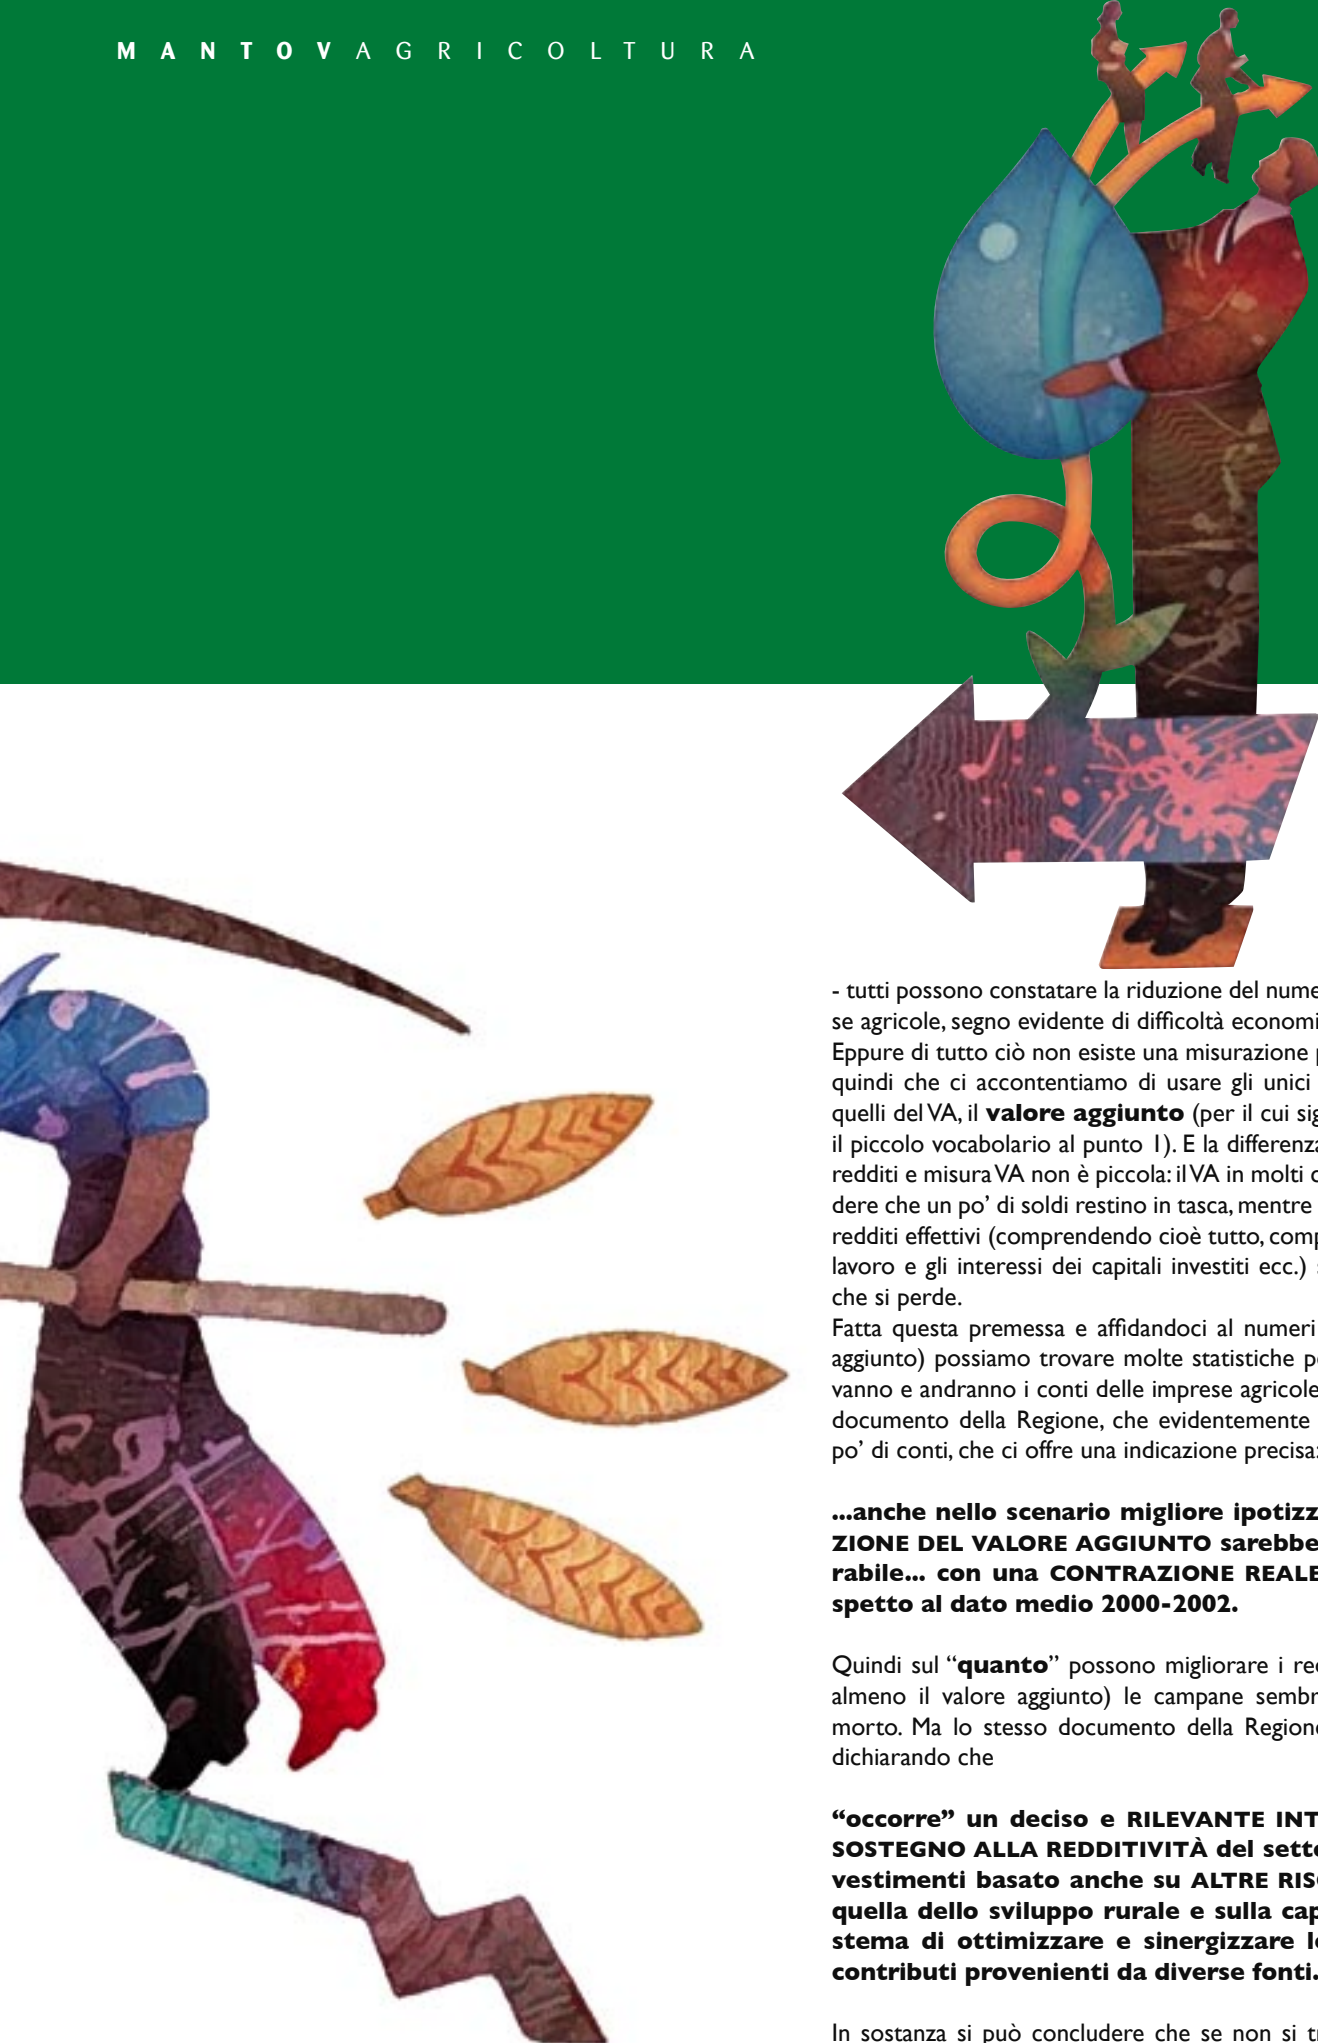 MANTOVAGRICOLTURA
- tutti possono constatare la riduzione del nume
se agricole, segno evidente di difficoltà economi
Eppure di tutto ciò non esiste una misurazione
quindi che ci accontentiamo di usare gli unici
quelli del VA, il valore aggiunto (per il cui sig
il piccolo vocabolario al punto 1). E la differenza
redditi e misura VA non è piccola: il VA in molti
dere che un po’ di soldi restino in tasca, mentre
redditi effettivi (comprendendo cioè tutto, comp
lavoro e gli interessi dei capitali investiti ecc.)
che si perde.
Fatta questa premessa e affidandoci al numeri
aggiunto) possiamo trovare molte statistiche
vanno e andranno i conti delle imprese agricole
documento della Regione, che evidentemente
po’ di conti, che ci offre una indicazione precisa:
...anche nello scenario migliore ipotizz
ZIONE DEL VALORE AGGIUNTO sarebbe
rabile... con una CONTRAZIONE REALE
spetto al dato medio 2000-2002.
Quindi sul “quanto” possono migliorare i red
almeno il valore aggiunto) le campane sembr
morto. Ma lo stesso documento della Regione
dichiarando che
“occorre” un deciso e RILEVANTE INT
SOSTEGNO ALLA REDDITIVITÀ del setto
vestimenti basato anche su ALTRE RIS
quella dello sviluppo rurale e sulla cap
stema di ottimizzare e sinergizzare l
contributi provenienti da diverse fonti.
In sostanza si può concludere che se non si tr